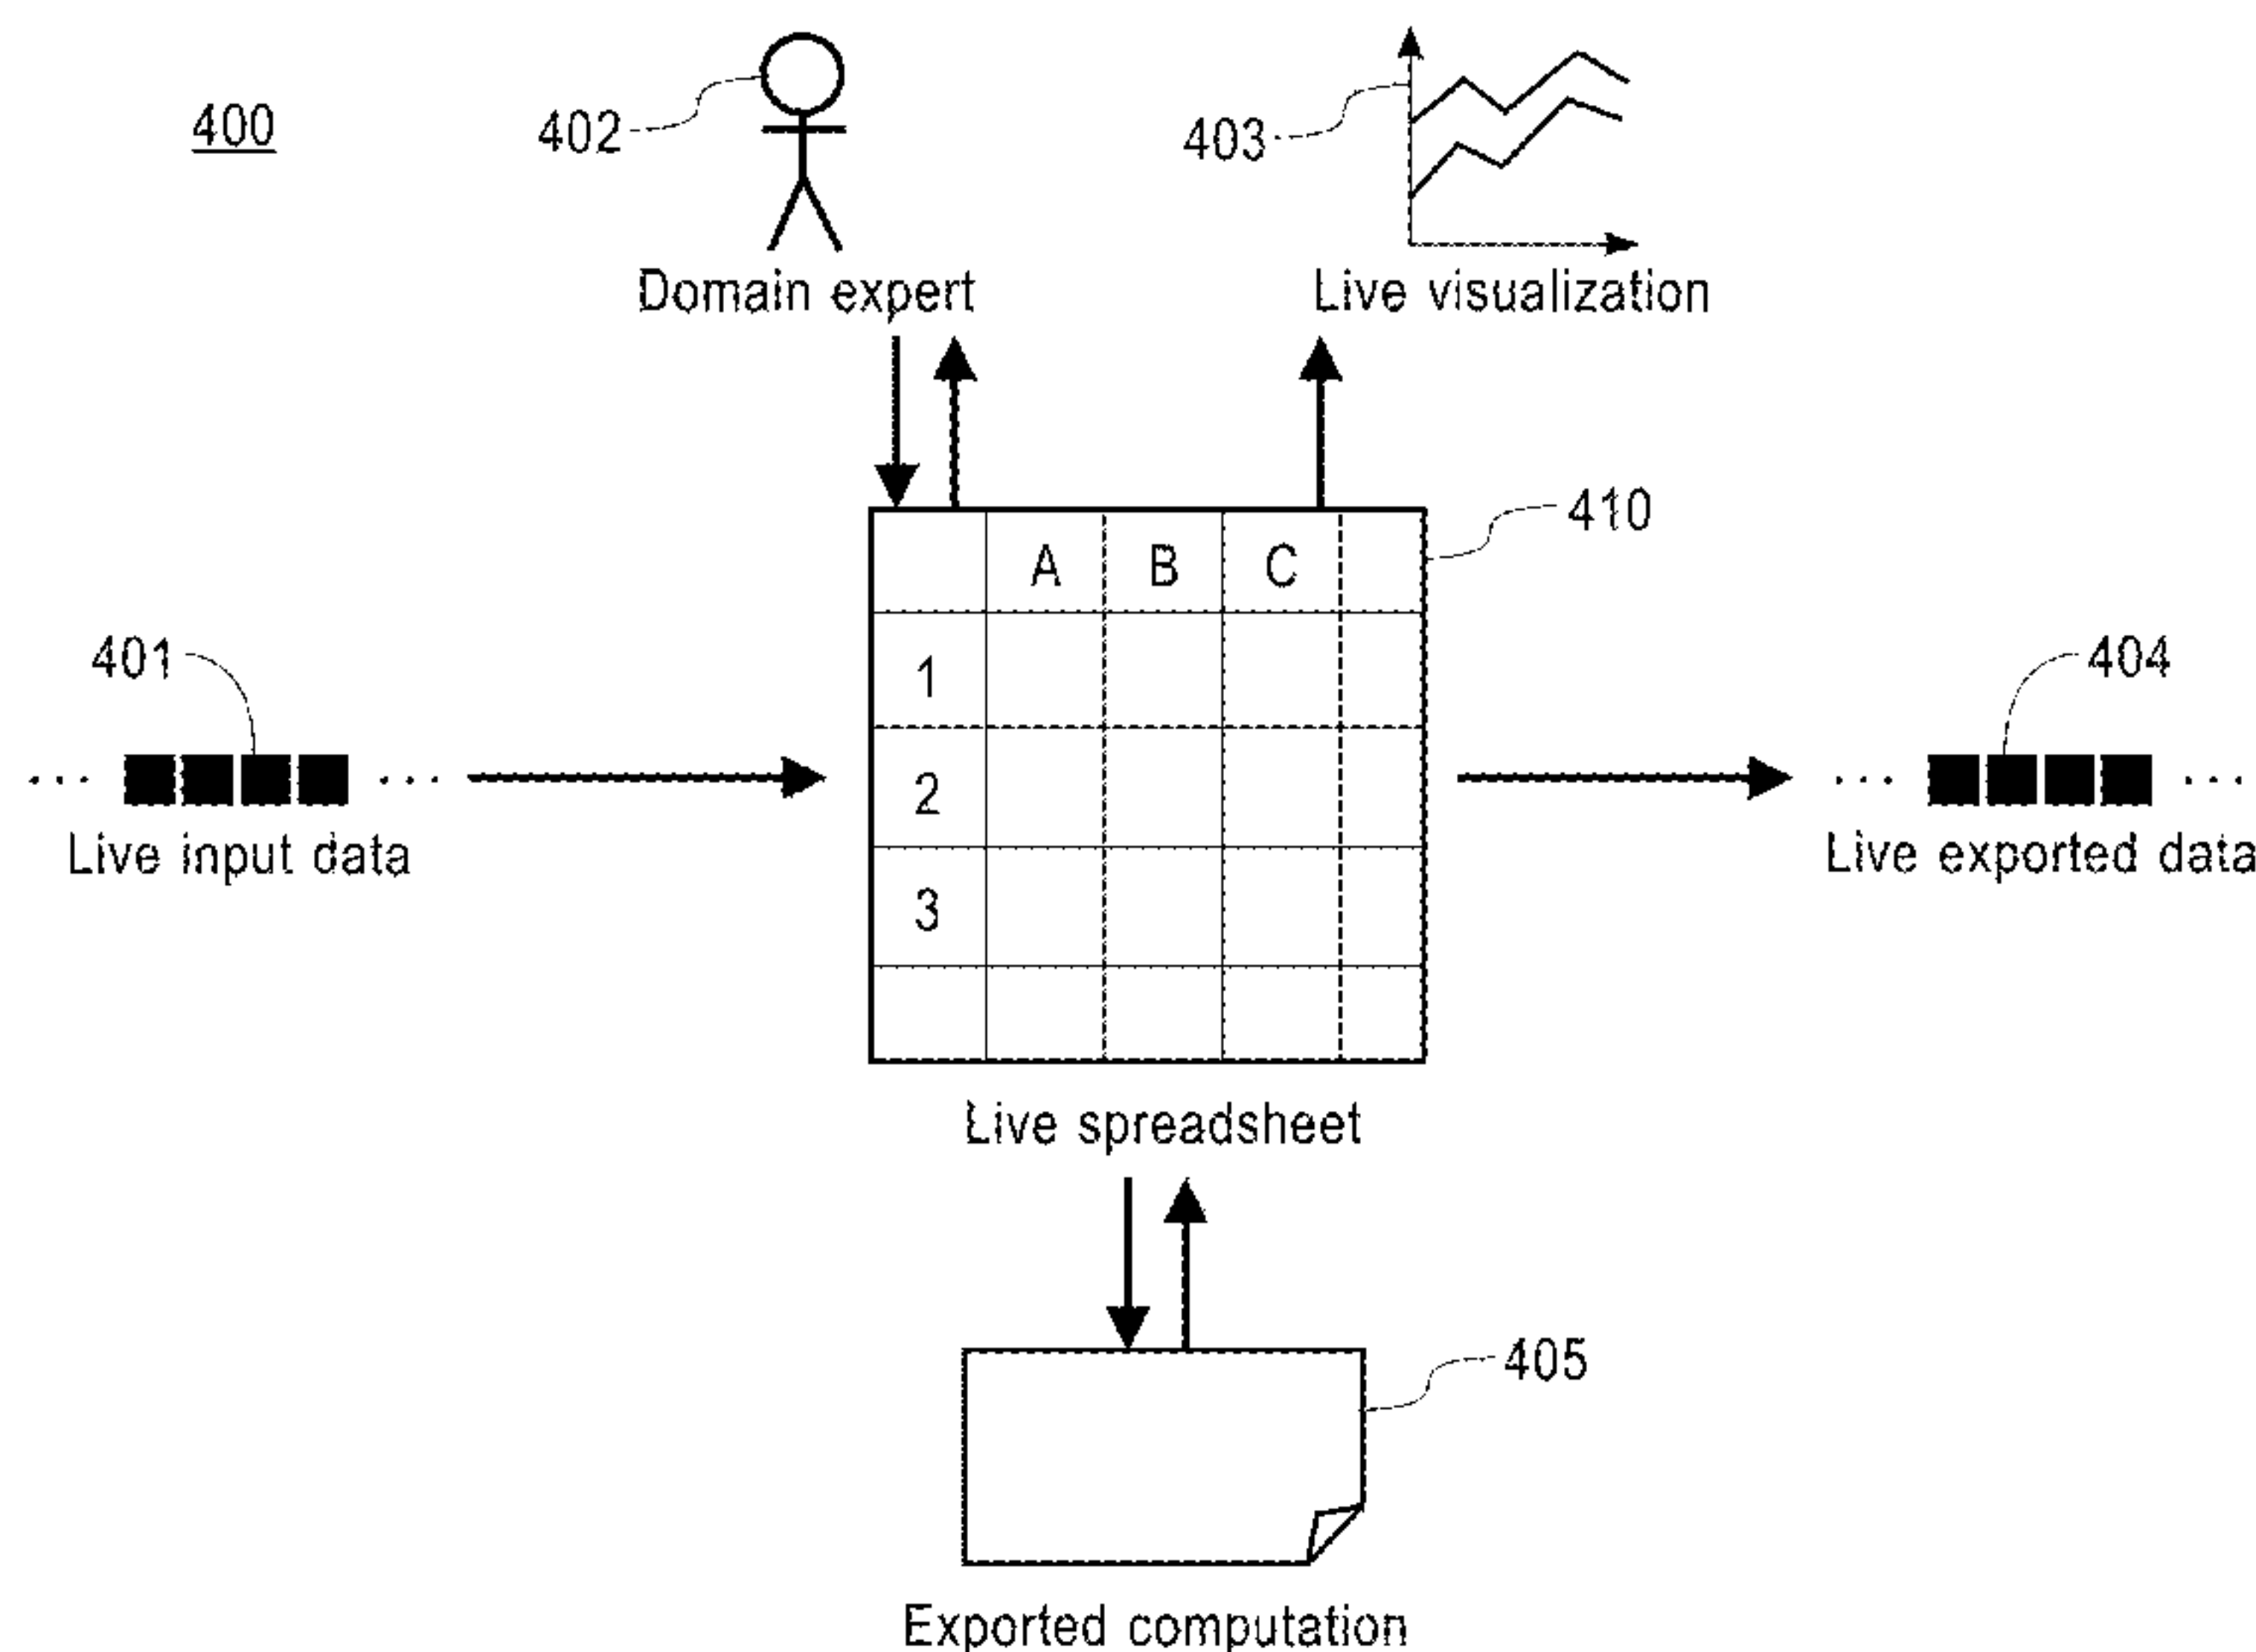 400
402
403
Domain expert
Live visualization
410
A B C
401
1
404
... ...
2
... ...
Live input data
Live exported data
3
Live spreadsheet
405
Exported computation